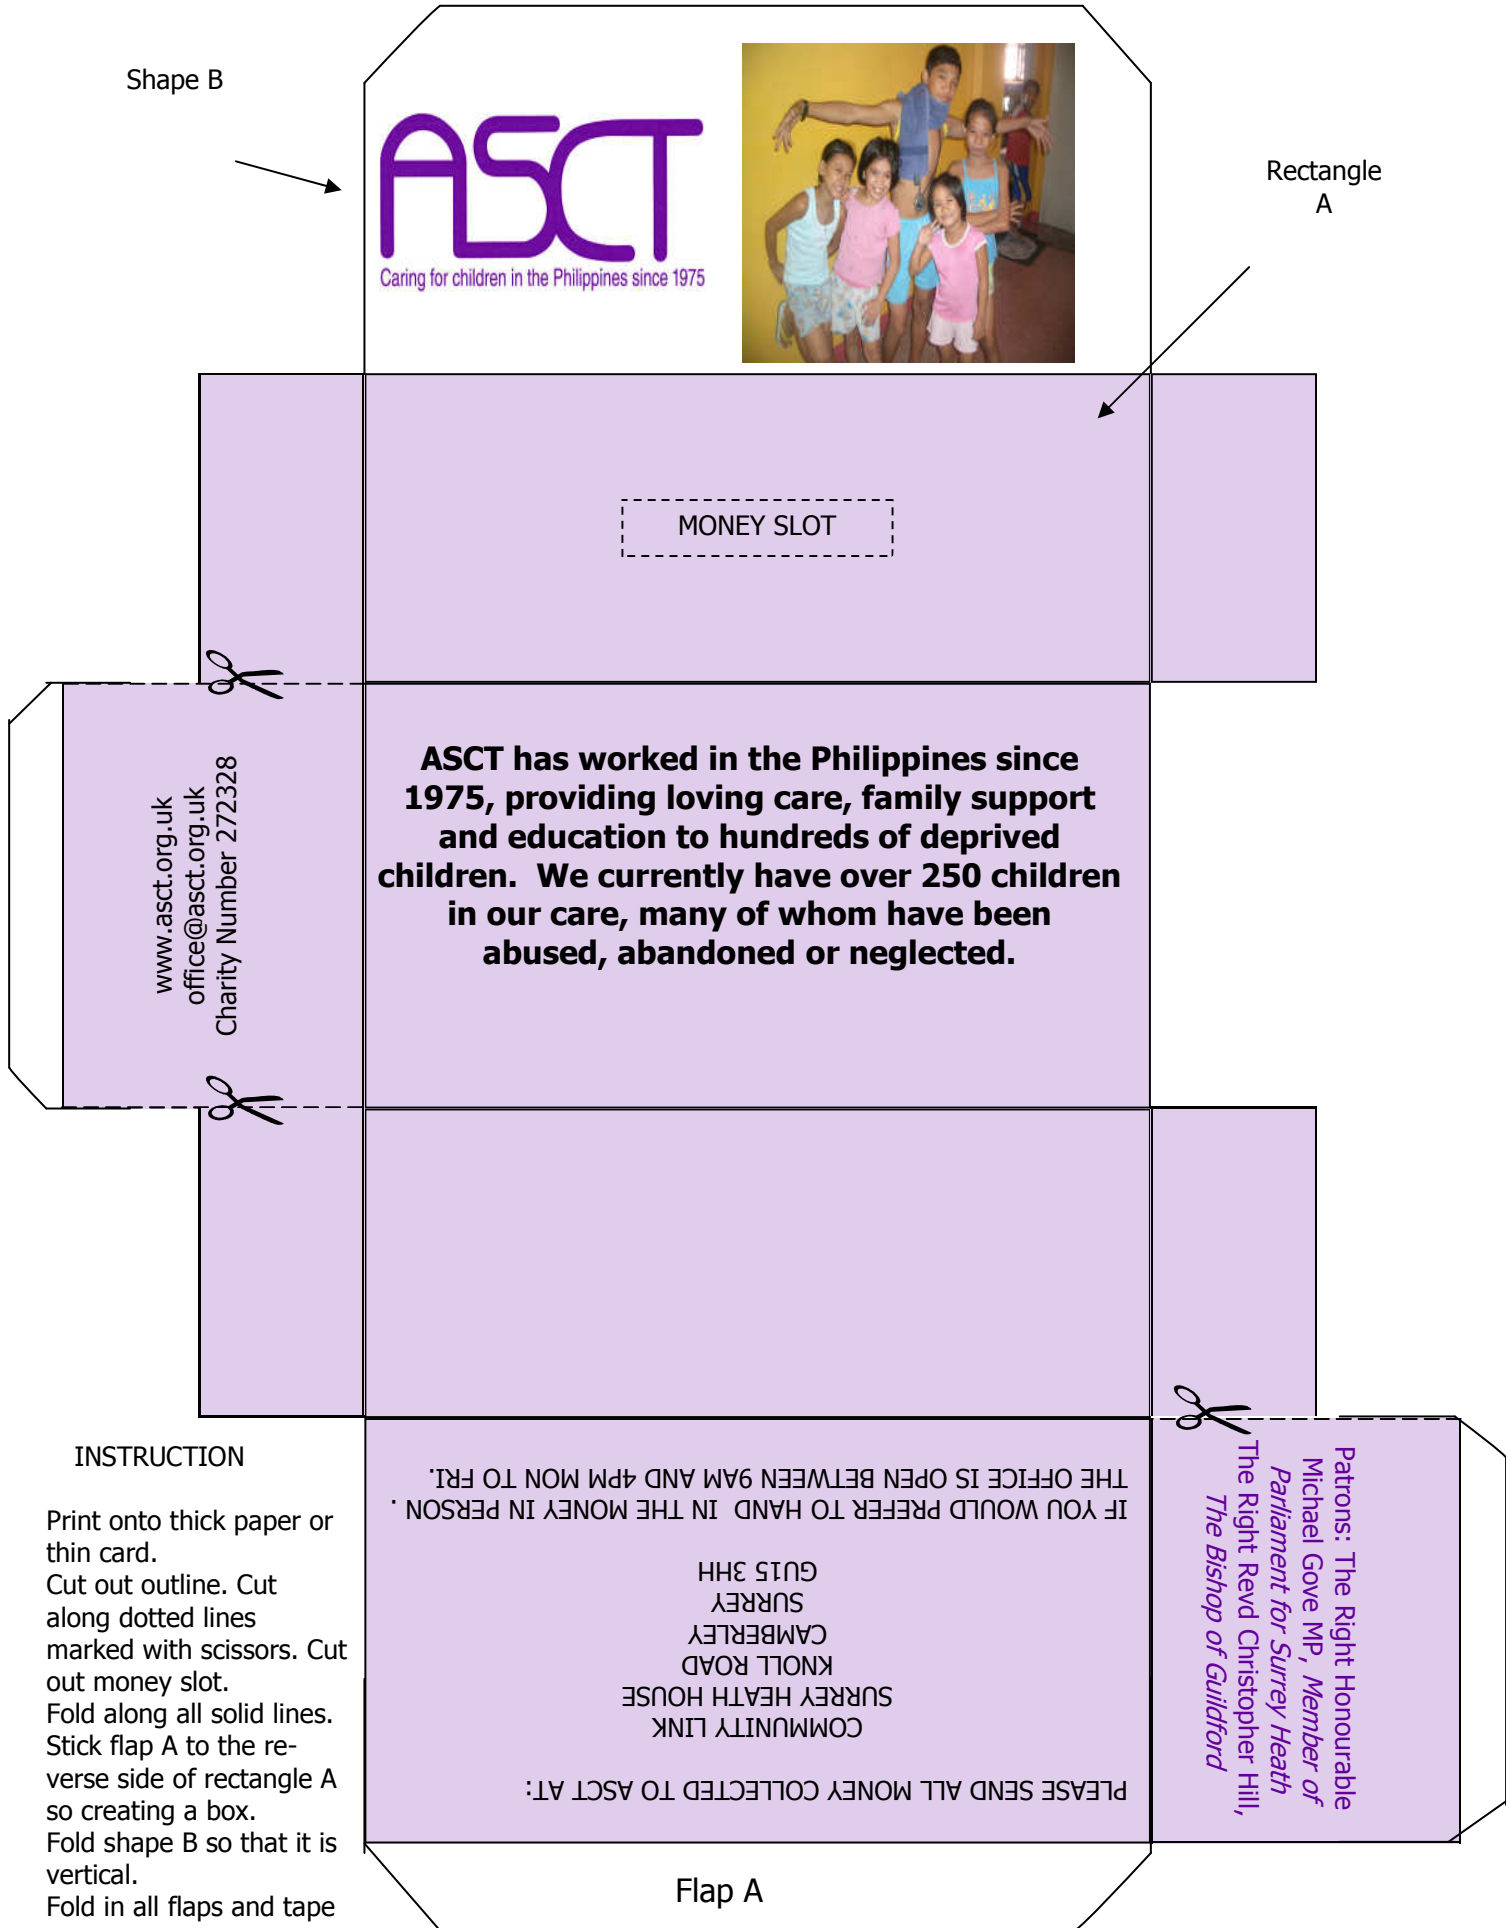 Shape B
ASCT
Caring for children in the Philippines since 1975
Rectangle
A
MONEY SLOT
www.asct.org.uk
office@asct.org.uk
Charity Number 272328
ASCT has worked in the Philippines since
1975, providing loving care, family support
and education to hundreds of deprived
children.  We currently have over 250 children
in our care, many of whom have been
abused, abandoned or neglected.
PLEASE SEND ALL MONEY COLLECTED TO ASCT AT:
COMMUNITY LINK
SURREY HEATH HOUSE
KNOLL ROAD
CAMBERLEY
SURREY
GU15 3HH
IF YOU WOULD PREFER TO HAND  IN THE MONEY IN PERSON .
THE OFFICE IS OPEN BETWEEN 9AM AND 4PM MON TO FRI.
Patrons: The Right Honourable
Michael Gove MP, Member of
Parliament for Surrey Heath
The Right Revd Christopher Hill,
The Bishop of Guildford
INSTRUCTION
Print onto thick paper or
thin card.
Cut out outline. Cut
along dotted lines
marked with scissors. Cut
out money slot.
Fold along all solid lines.
Stick flap A to the re-
verse side of rectangle A
so creating a box.
Fold shape B so that it is
vertical.
Fold in all flaps and tape
Flap A